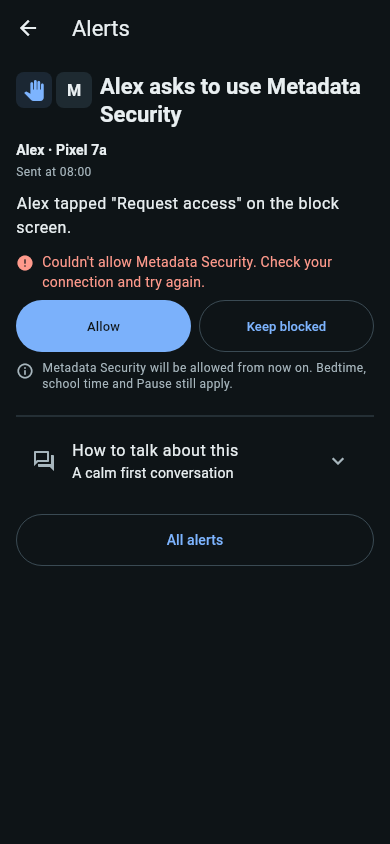 Alerts
M
Alex asks to use Metadata
Security
Alex · Pixel 7a
Sent at 08:00
Alex tapped "Request access" on the block
screen.
Couldn't allow Metadata Security. Check your
connection and try again.
Allow
Keep blocked
Metadata Security will be allowed from now on. Bedtime,
school time and Pause still apply.
How to talk about this
A calm first conversation
All alerts